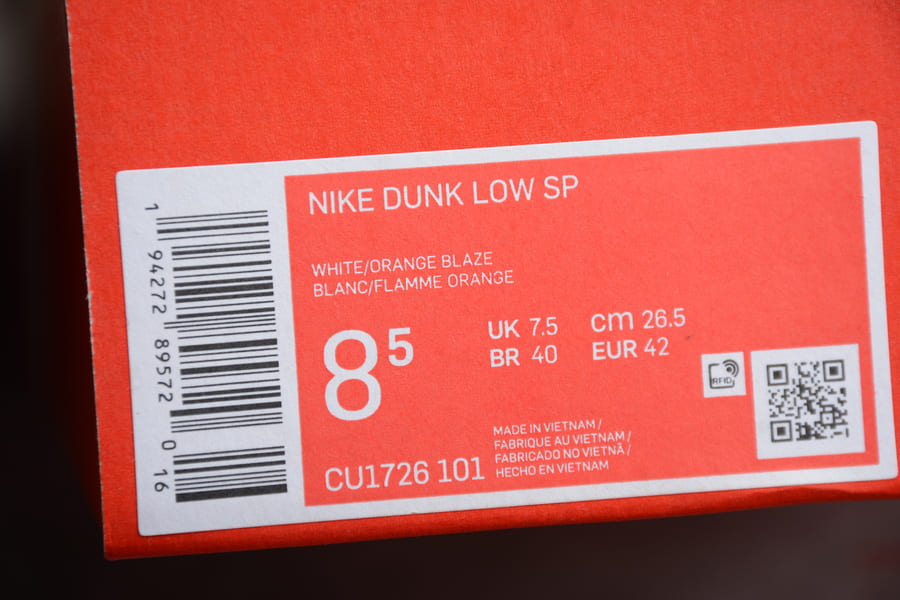 NIKE DUNK LOW SP
WHITE/ORANGE BLAZE
BLANC/FLAMME ORANGE
8⁵
UK 7.5
cm 26.5
BR 40
EUR 42
RFID
CU1726 101
MADE IN VIETNAM /
FABRIQUE AU VIETNAM /
FABRICADO NO VIETNÃ /
HECHO EN VIETNAM
1 94272 89572 0 16